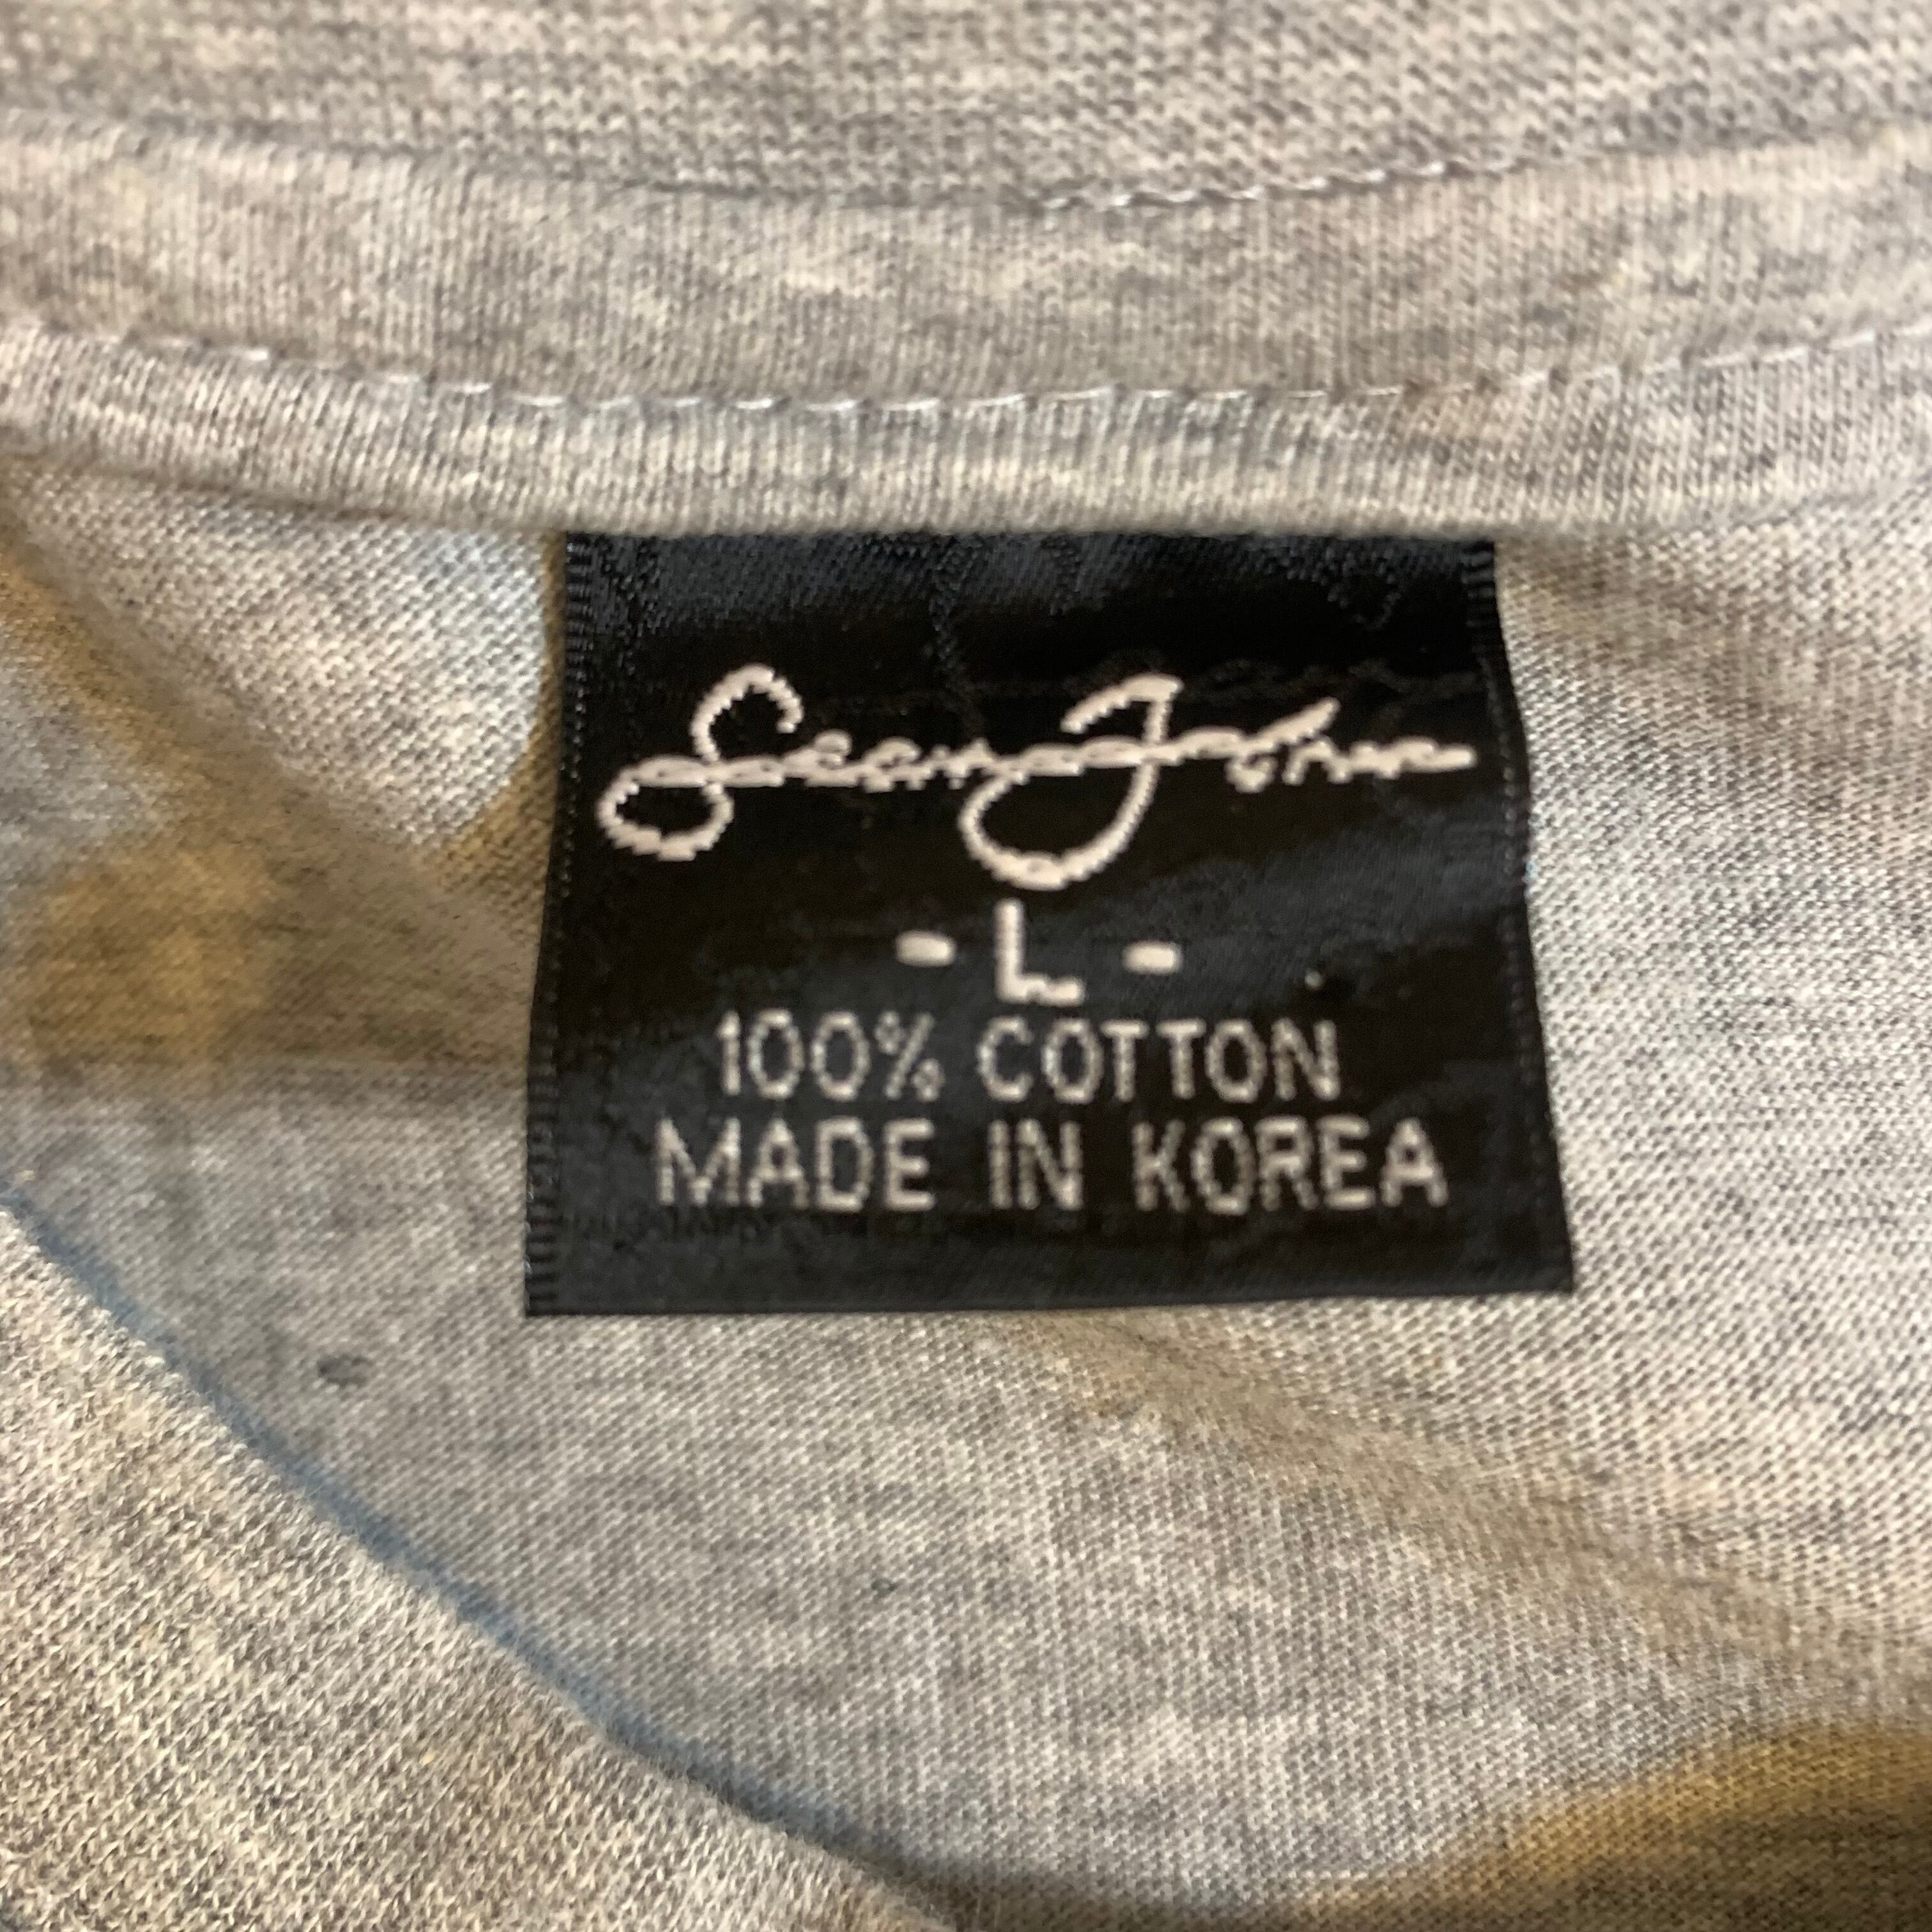 Sean John
- L -
100% COTTON
MADE IN KOREA